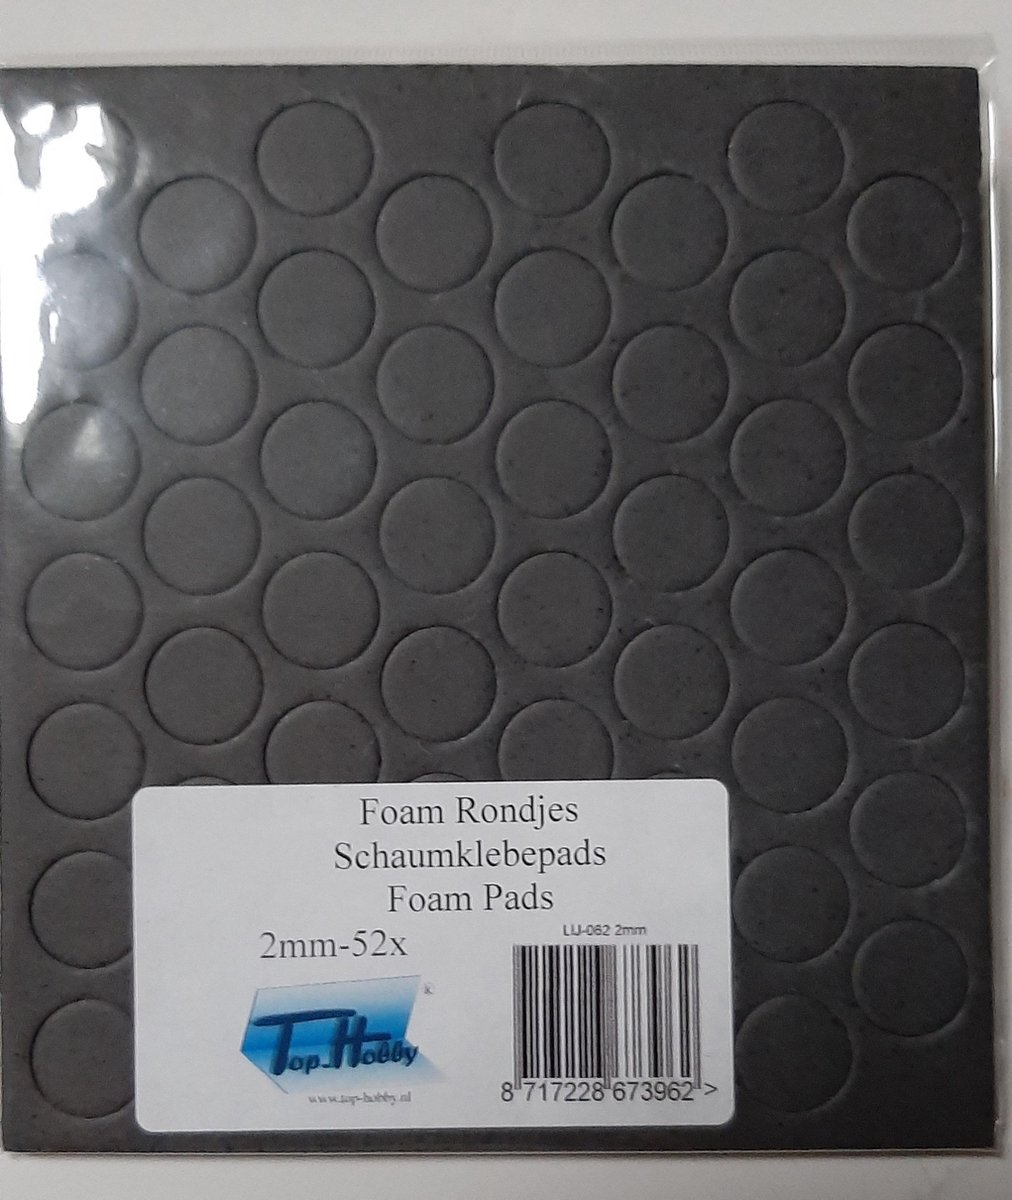 Foam Rondjes
Schaumklebepads
Foam Pads
2mm-52x
LIJ-062 2mm
Top-Hobby
www.top-hobby.nl
8 717228 673962 >